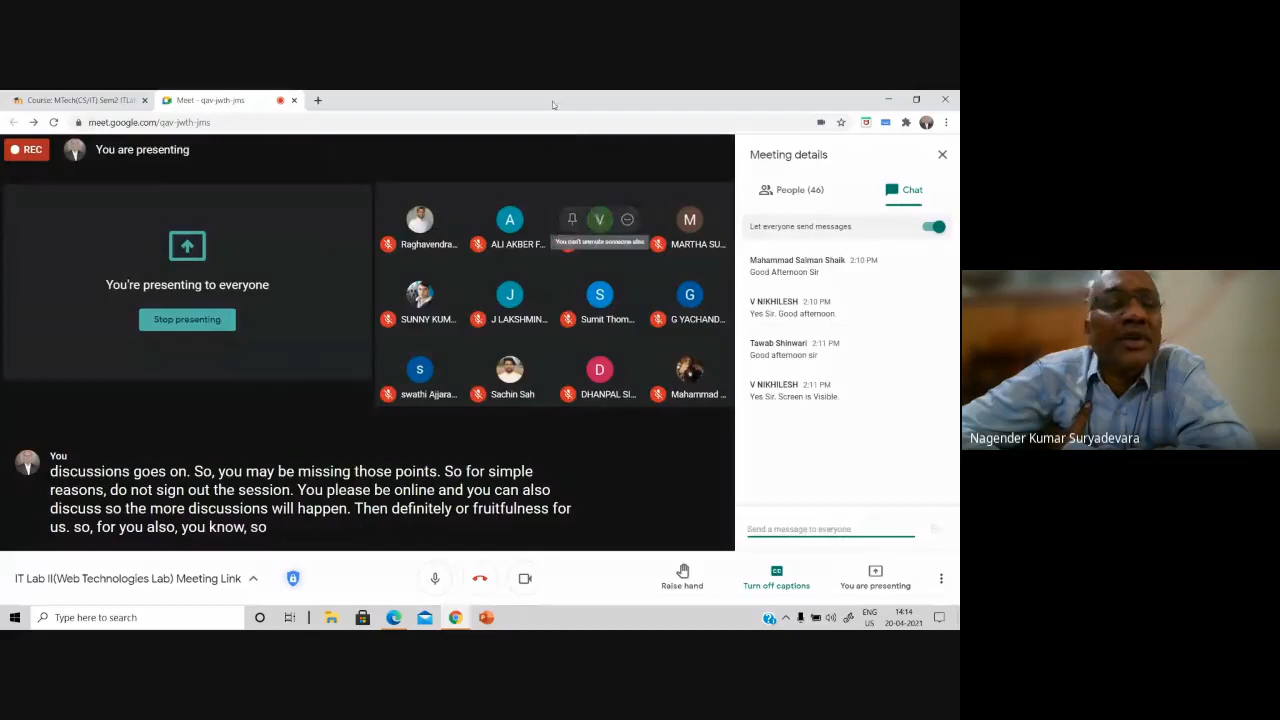 Course: MTech(CS/IT) Sem2 (TLab
Meet - qav-jwth-jms
meet.google.com/qav-jwth-jms
REC
You are presenting
You're presenting to everyone
Stop presenting
Raghavendra...
A
ALI AKBER F...
V
You can't unmute someone else
M
MARTHA SU...
SUNNY KUM...
J
J LAKSHMIN...
S
Sumit Thom...
G
G YACHAND...
s
swathi Ajjara...
Sachin Sah
D
DHANPAL SI...
Mahammad ...
You
discussions goes on. So, you may be missing those points. So for simple
reasons, do not sign out the session. You please be online and you can also
discuss so the more discussions will happen. Then definitely or fruitfulness for
us. so, for you also, you know, so
Meeting details
People (46)
Chat
Let everyone send messages
Mahammad Salman Shaik 2:10 PM
Good Afternoon Sir
V NIKHILESH 2:10 PM
Yes Sir. Good afternoon.
Tawab Shinwari 2:11 PM
Good afternoon sir
V NIKHILESH 2:11 PM
Yes Sir. Screen is Visible.
Send a message to everyone
IT Lab II(Web Technologies Lab) Meeting Link
Raise hand
CC
Turn off captions
You are presenting
Type here to search
ENG
US
14:14
20-04-2021
Nagender Kumar Suryadevara